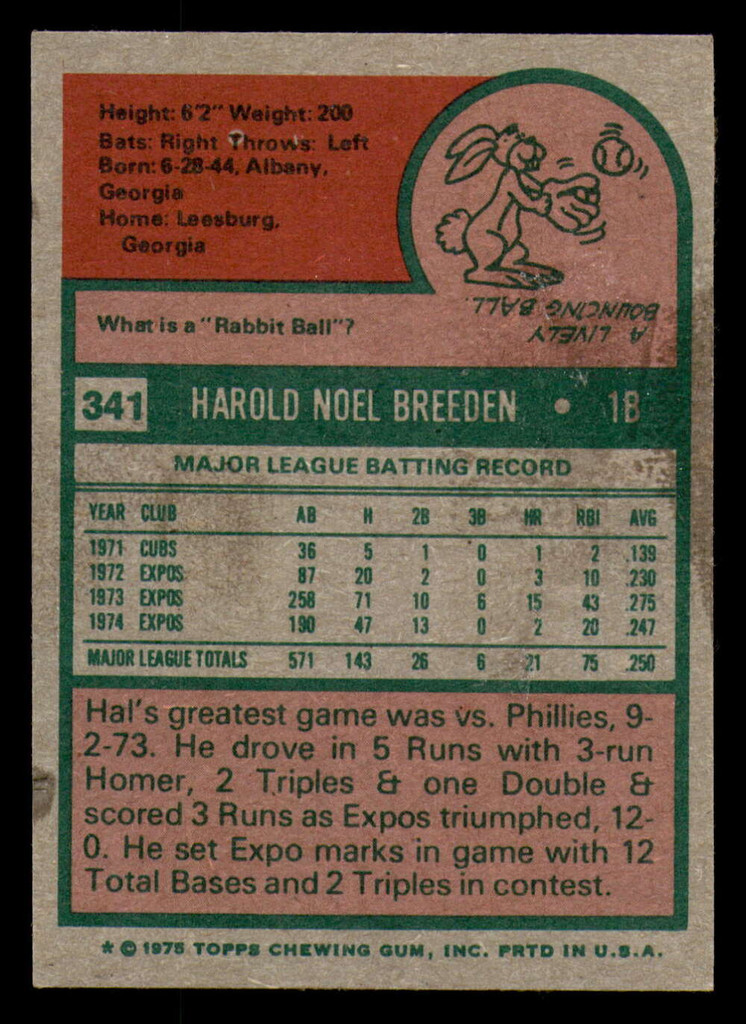 Height: 6'2" Weight: 200
Bats: Right Throws: Left
Born: 6-28-44, Albany,
Georgia
Home: Leesburg,
Georgia
What is a "Rabbit Ball"?
A LIVELY
BOUNCING BALL.
341 HAROLD NOEL BREEDEN • 1B
MAJOR LEAGUE BATTING RECORD
YEAR CLUB AB H 2B 3B HR RBI AVG
1971 CUBS 36 5 1 0 1 2 .139
1972 EXPOS 87 20 2 0 3 10 .230
1973 EXPOS 258 71 10 6 15 43 .275
1974 EXPOS 190 47 13 0 2 20 .247
MAJOR LEAGUE TOTALS 571 143 26 6 21 75 .250
Hal's greatest game was vs. Phillies, 9-
2-73. He drove in 5 Runs with 3-run
Homer, 2 Triples & one Double &
scored 3 Runs as Expos triumphed, 12-
0. He set Expo marks in game with 12
Total Bases and 2 Triples in contest.
* © 1975 TOPPS CHEWING GUM, INC. PRTD IN U.S.A.